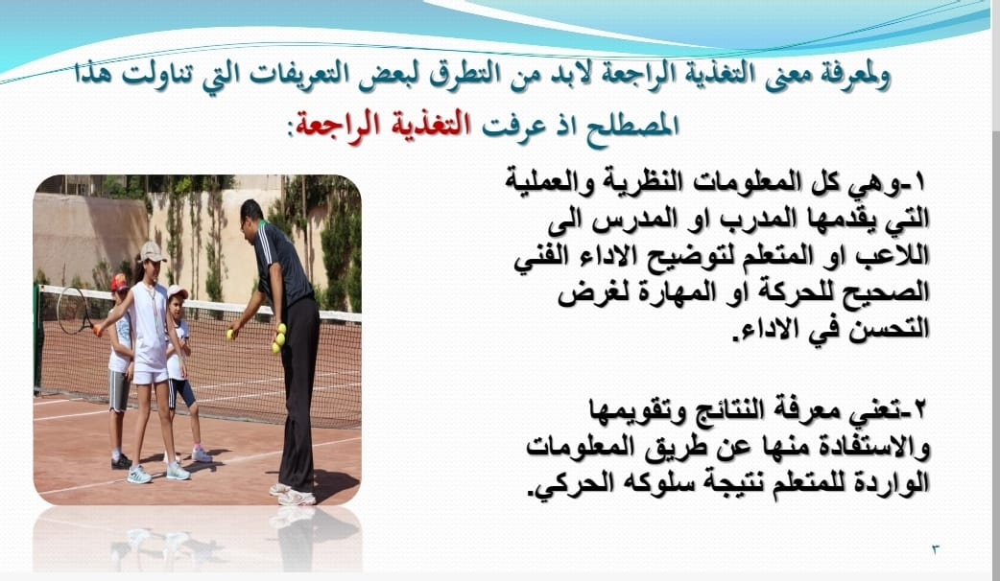 ولمعرفة معنى التغذية الراجعة لابد من التطرق لبعض التعريفات التي تناولت هذا
المصطلح اذ عرفت التغذية الراجعة:
١-وهي كل المعلومات النظرية والعملية
التي يقدمها المدرب او المدرس الى
اللاعب او المتعلم لتوضيح الاداء الفني
الصحيح للحركة او المهارة لغرض
التحسن في الاداء.
٢-تعني معرفة النتائج وتقويمها
والاستفادة منها عن طريق المعلومات
الواردة للمتعلم نتيجة سلوكه الحركي.
٣